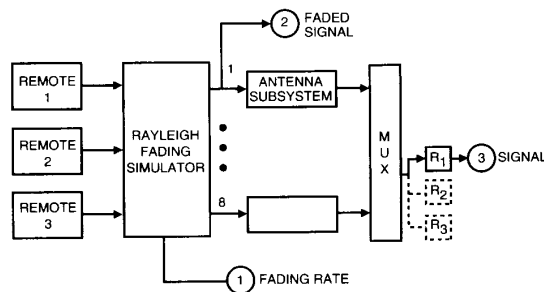 2
FADED
SIGNAL
REMOTE
1
REMOTE
2
REMOTE
3
RAYLEIGH
FADING
SIMULATOR
1
8
ANTENNA
SUBSYSTEM
M
U
X
R1
R2
R3
3
SIGNAL
1
FADING RATE